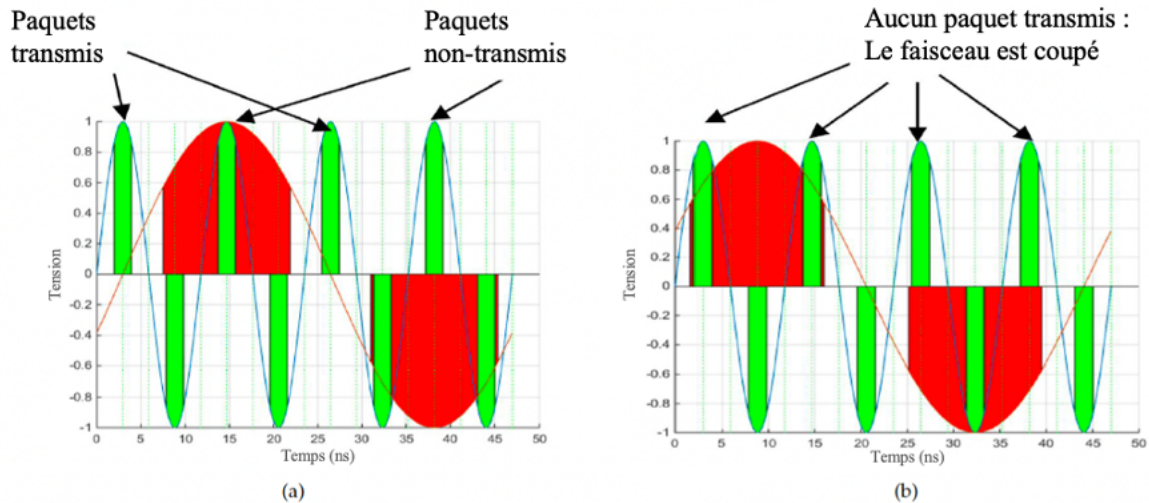 Paquets
transmis
Paquets
non-transmis
Aucun paquet transmis :
Le faisceau est coupé
1
0.8
0.6
0.4
0.2
0
-0.2
-0.4
-0.6
-0.8
-1
Tension
0 5 10 15 20 25 30 35 40 45 50
Temps (ns)
(a)
1
0.8
0.6
0.4
0.2
0
-0.2
-0.4
-0.6
-0.8
-1
Tension
0 5 10 15 20 25 30 35 40 45 50
Temps (ns)
(b)